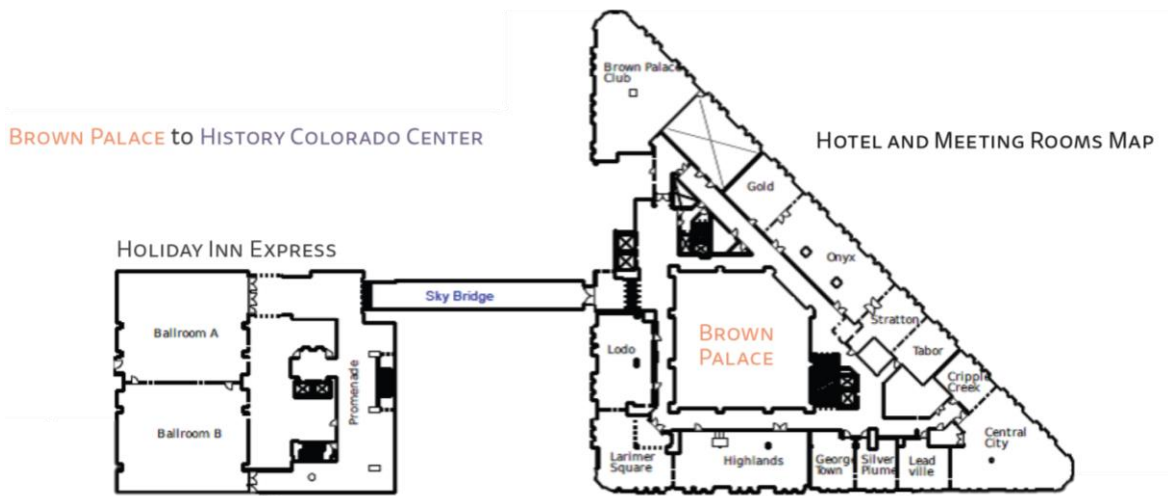 BROWN PALACE to HISTORY COLORADO CENTER
HOTEL AND MEETING ROOMS MAP
HOLIDAY INN EXPRESS
Brown Palace
Club
Gold
Onyx
Stratton
Tabor
Cripple
Creek
Central
City
Sky Bridge
Ballroom A
Ballroom B
Promenade
Lodo
BROWN
PALACE
Larimer
Square
Highlands
George
Town
Silver
Plume
Lead
ville